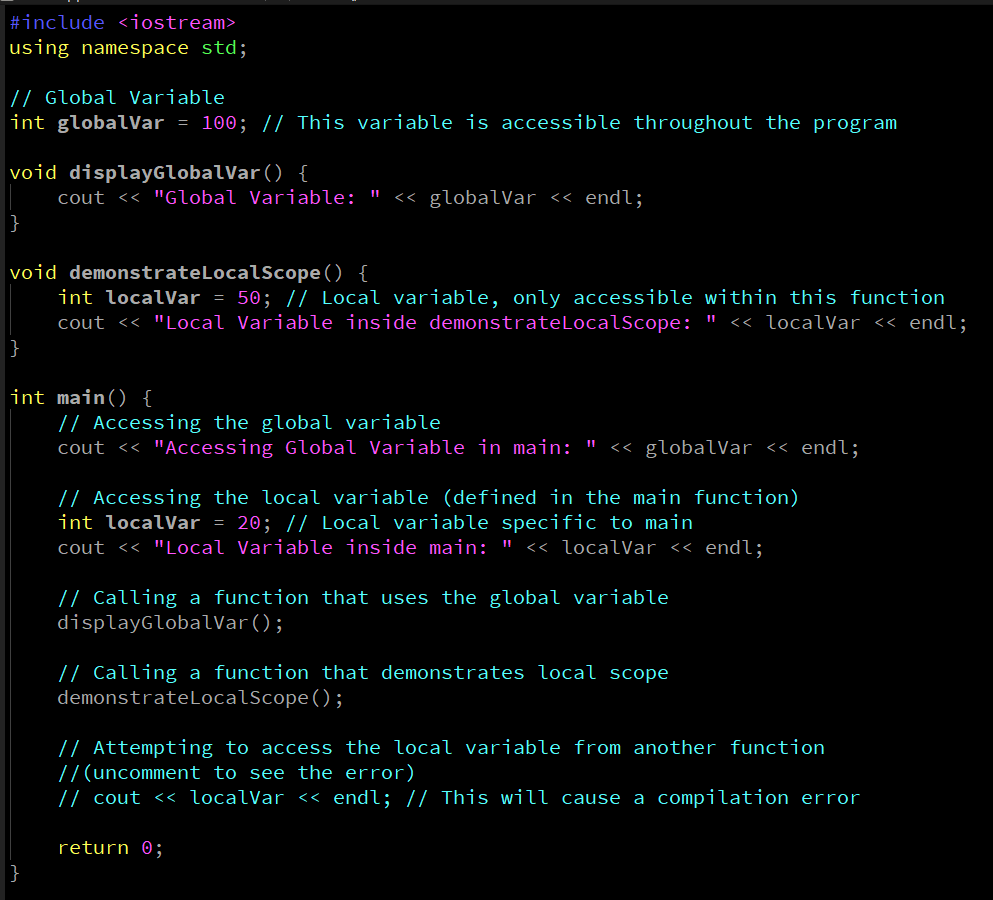 #include <iostream>
using namespace std;

// Global Variable
int globalVar = 100; // This variable is accessible throughout the program

void displayGlobalVar() {
    cout << "Global Variable: " << globalVar << endl;
}

void demonstrateLocalScope() {
    int localVar = 50; // Local variable, only accessible within this function
    cout << "Local Variable inside demonstrateLocalScope: " << localVar << endl;
}

int main() {
    // Accessing the global variable
    cout << "Accessing Global Variable in main: " << globalVar << endl;

    // Accessing the local variable (defined in the main function)
    int localVar = 20; // Local variable specific to main
    cout << "Local Variable inside main: " << localVar << endl;

    // Calling a function that uses the global variable
    displayGlobalVar();

    // Calling a function that demonstrates local scope
    demonstrateLocalScope();

    // Attempting to access the local variable from another function
    //(uncomment to see the error)
    // cout << localVar << endl; // This will cause a compilation error

    return 0;
}